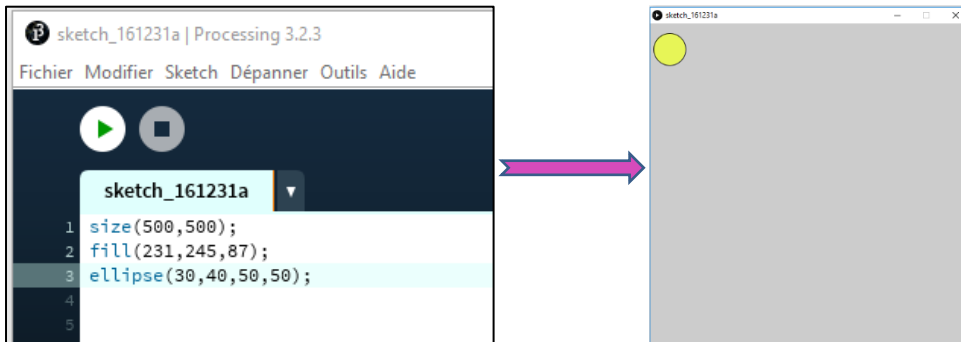 sketch_161231a | Processing 3.2.3
Fichier Modifier Sketch Dépanner Outils Aide
sketch_161231a
1 size(500,500);
2 fill(231,245,87);
3 ellipse(30,40,50,50);
4
5
sketch_161231a